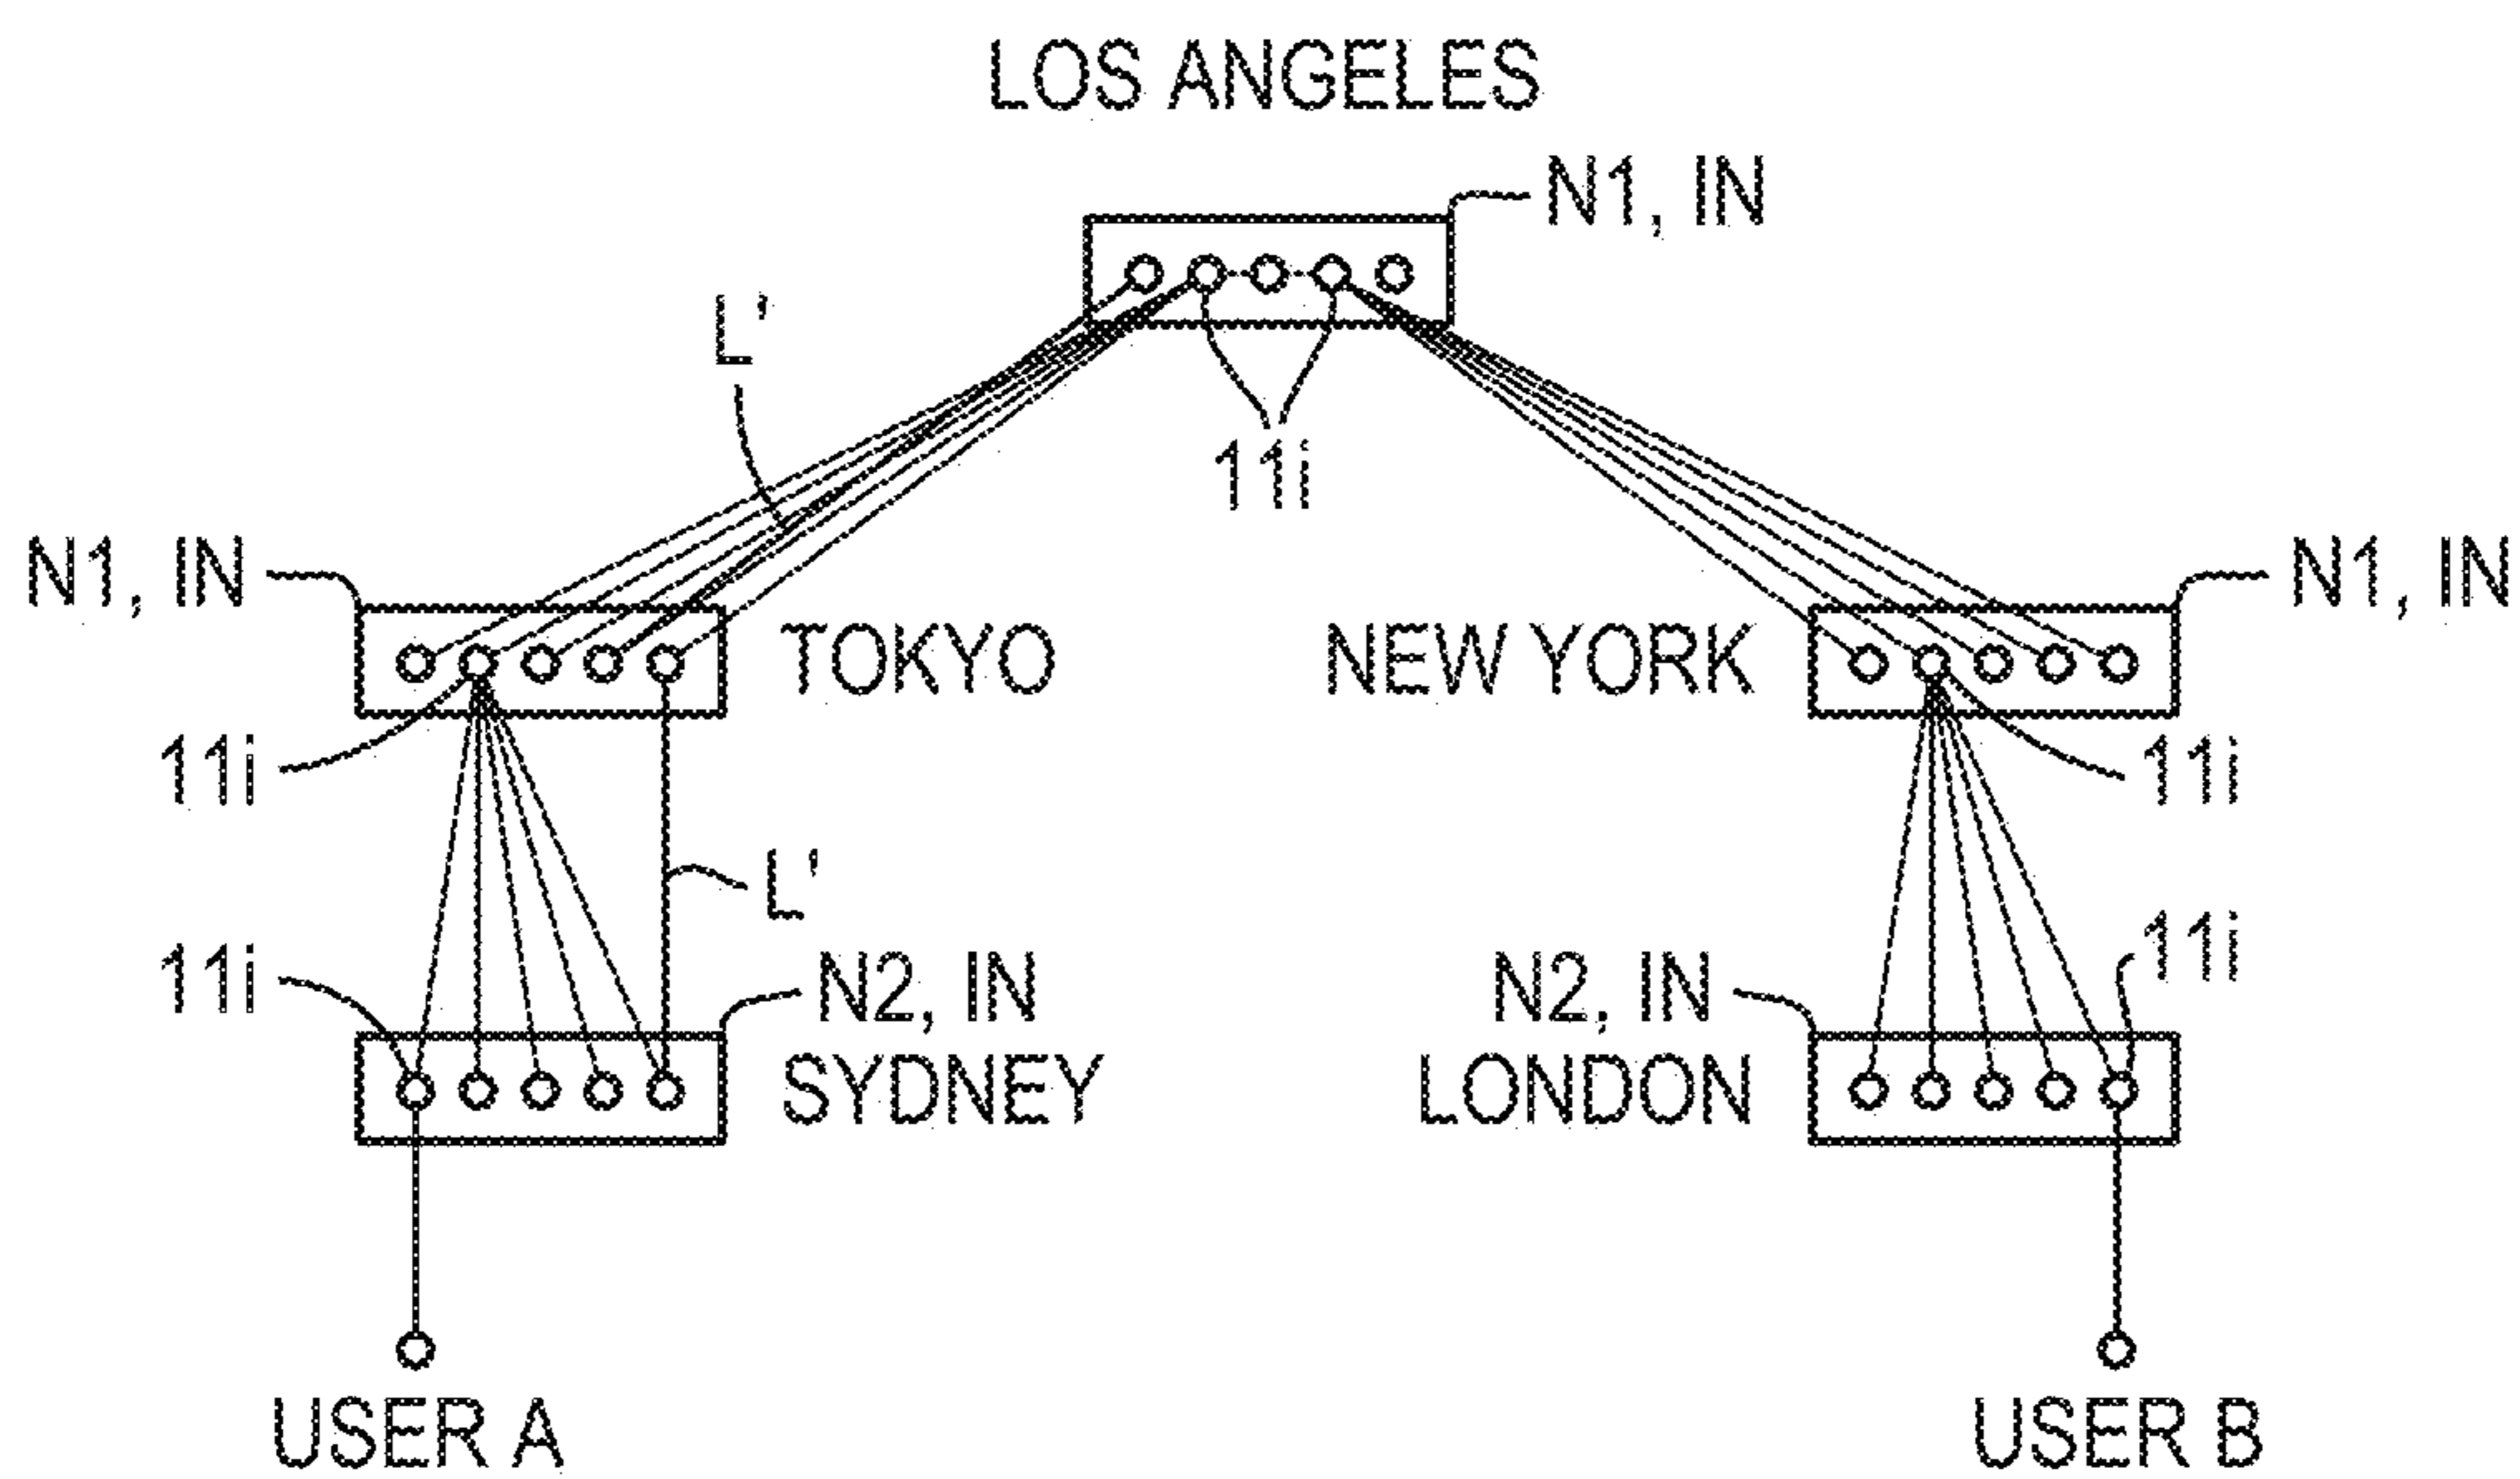 LOS ANGELES
N1, IN
L'
11i
N1, IN
N1, IN
TOKYO
NEW YORK
11i
11i
L'
11i
11i
N2, IN
N2, IN
SYDNEY
LONDON
USER A
USER B